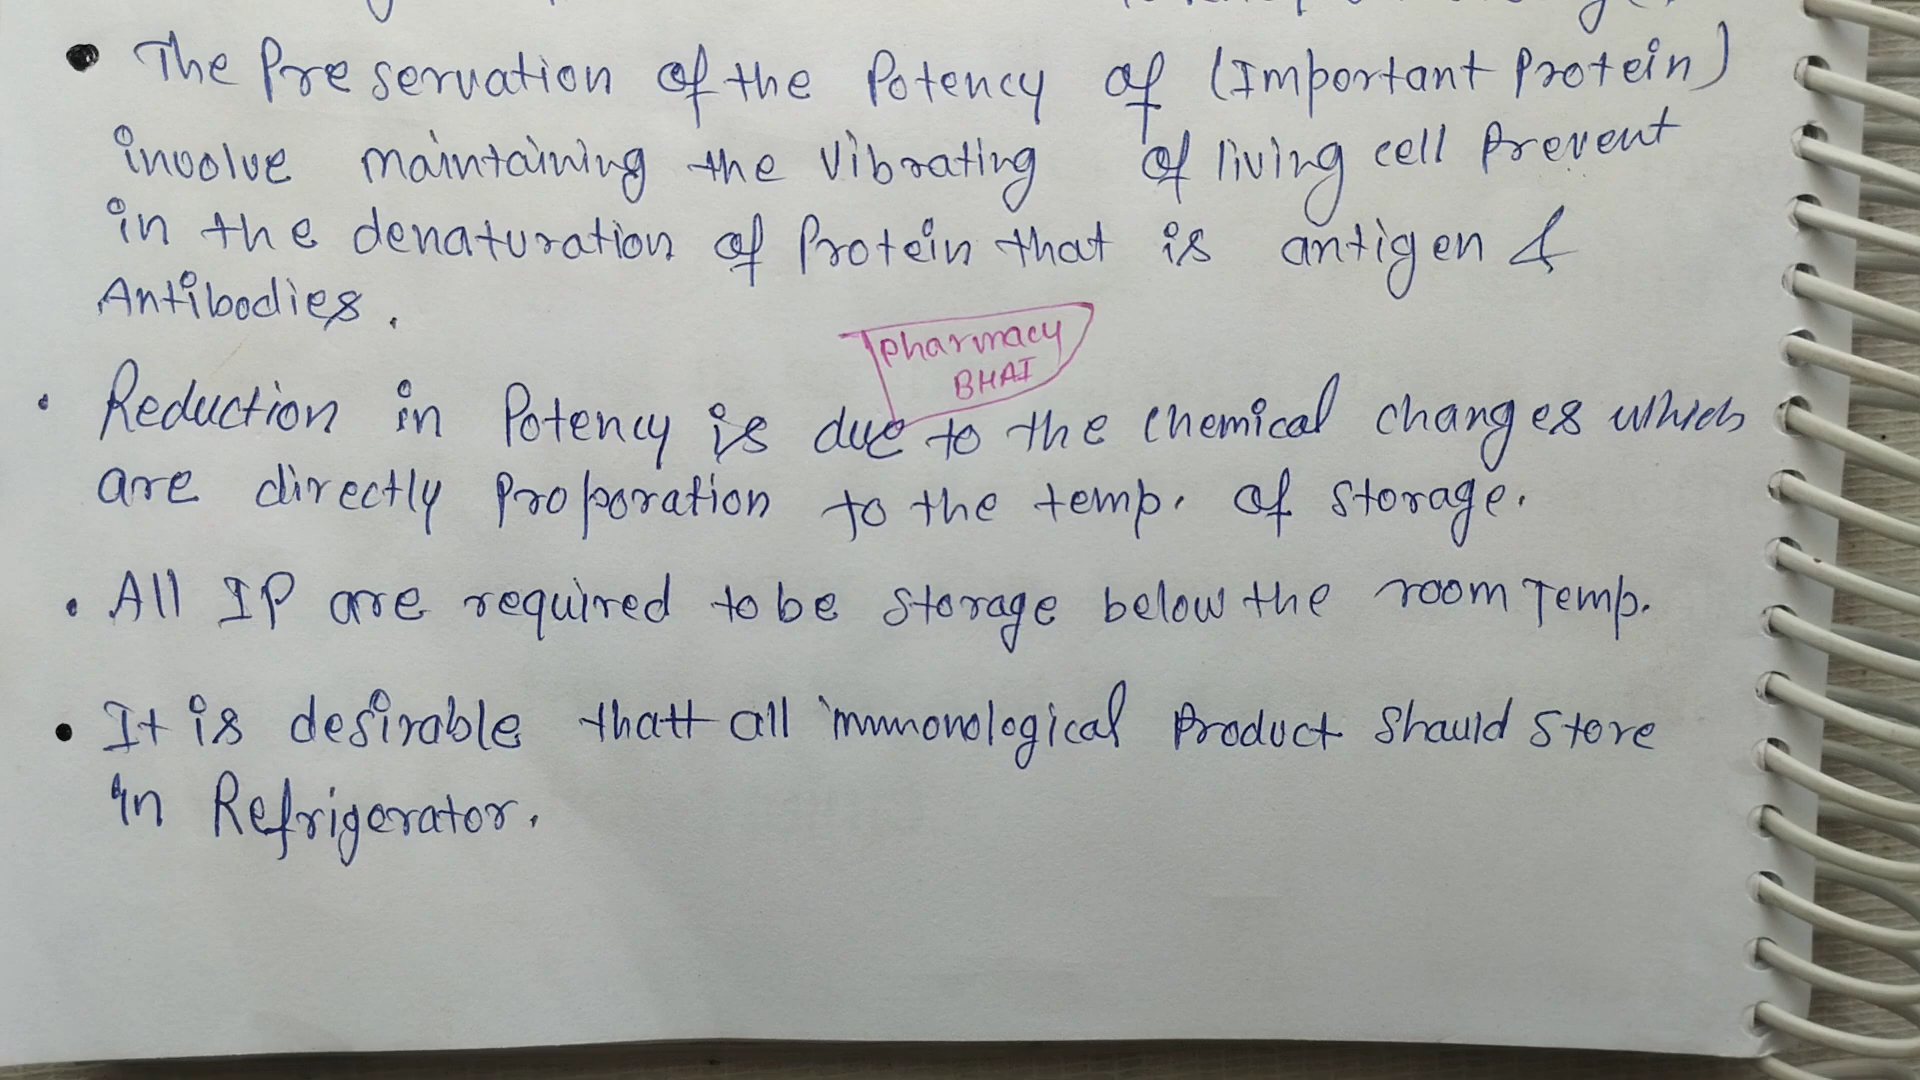 • The Preservation of the Potency of (Important Protein)
involve maintaining the vibrating of living cell Prevent
in the denaturation of Protein that is antigen &
Antibodies.
Pharmacy
BHAI
• Reduction in Potency is due to the chemical changes which
are directly Proporation to the temp. of storage.
• All IP are required to be storage below the room Temp.
• It is desirable thatt all immonological Product Should Store
in Refrigerator.